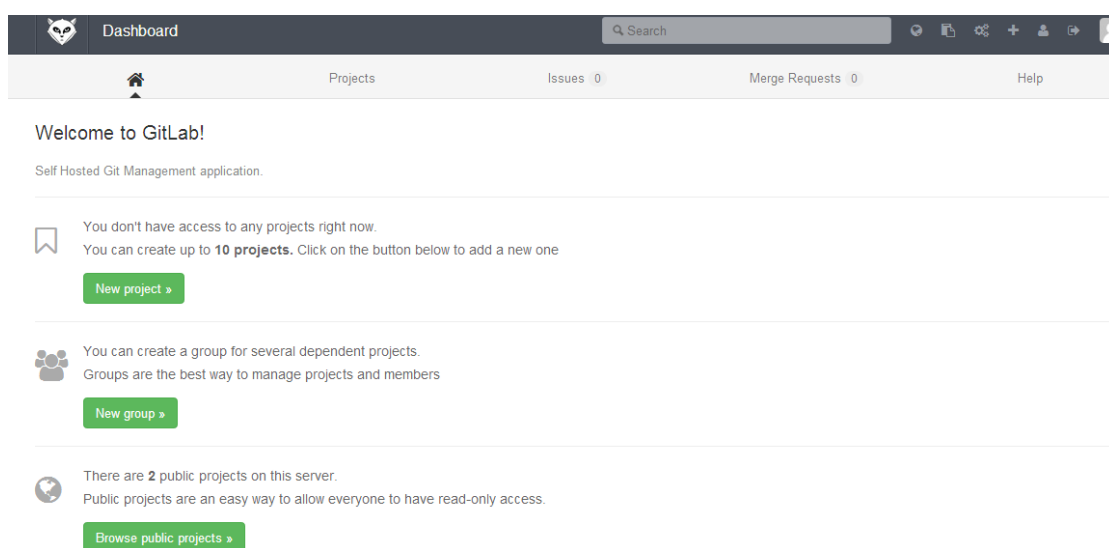 Dashboard
Search
Projects
Issues 0
Merge Requests 0
Help
Welcome to GitLab!
Self Hosted Git Management application.
You don't have access to any projects right now.
You can create up to 10 projects. Click on the button below to add a new one
New project »
You can create a group for several dependent projects.
Groups are the best way to manage projects and members
New group »
There are 2 public projects on this server.
Public projects are an easy way to allow everyone to have read-only access.
Browse public projects »